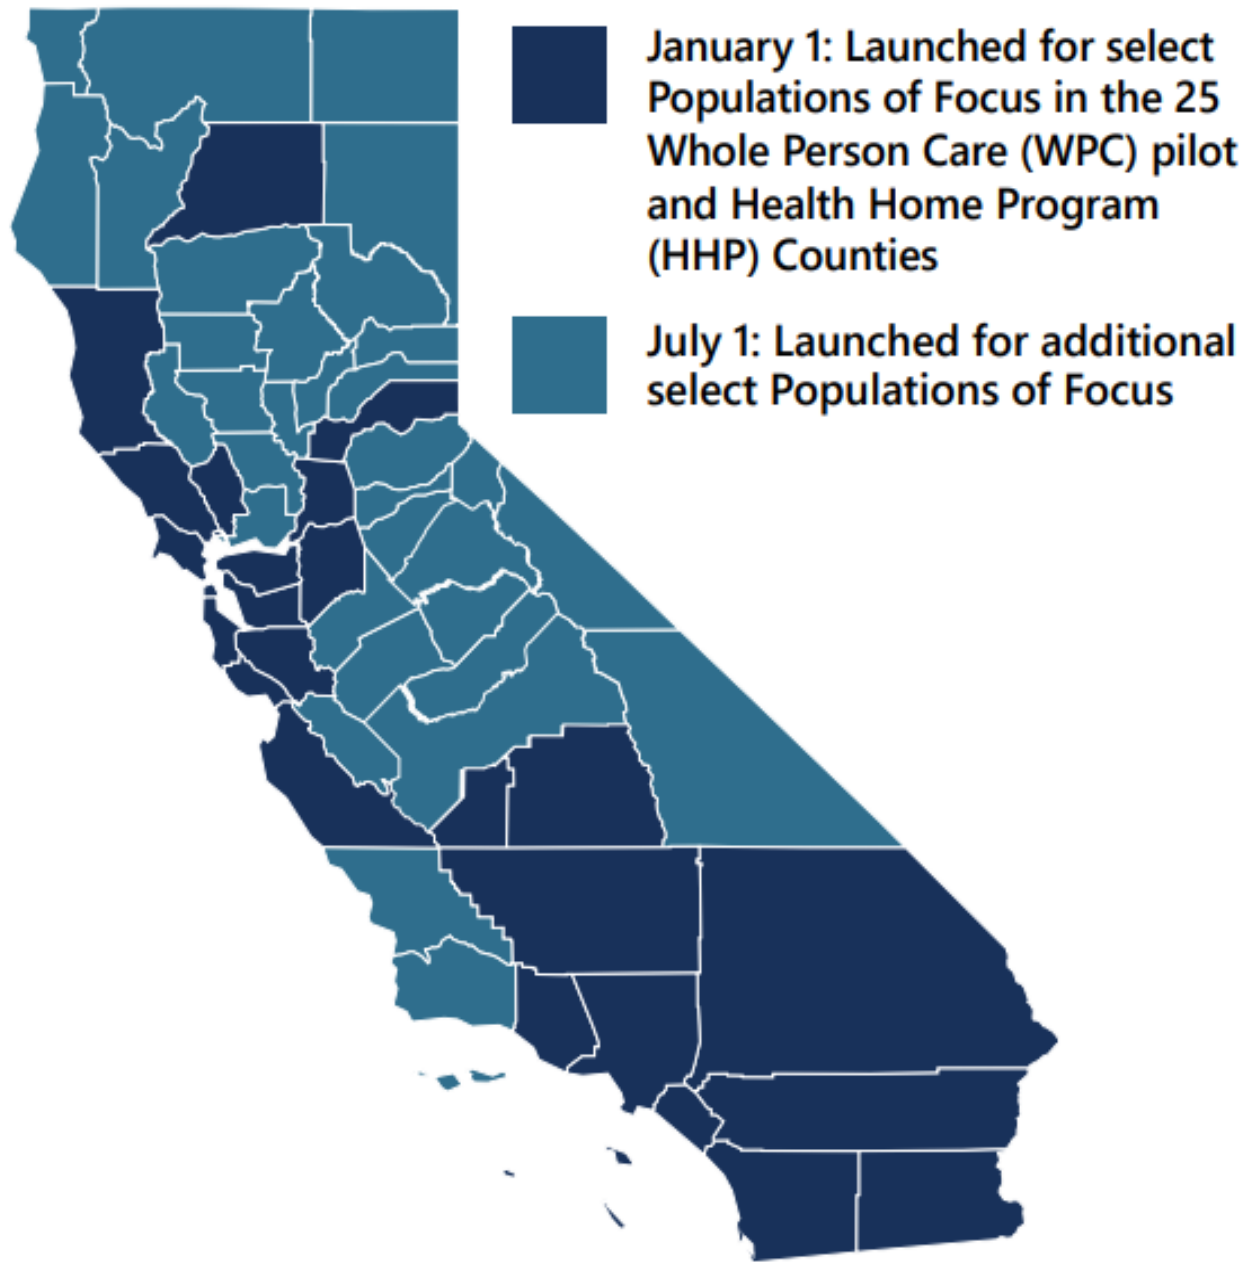 January 1: Launched for select
Populations of Focus in the 25
Whole Person Care (WPC) pilot
and Health Home Program
(HHP) Counties
July 1: Launched for additional
select Populations of Focus